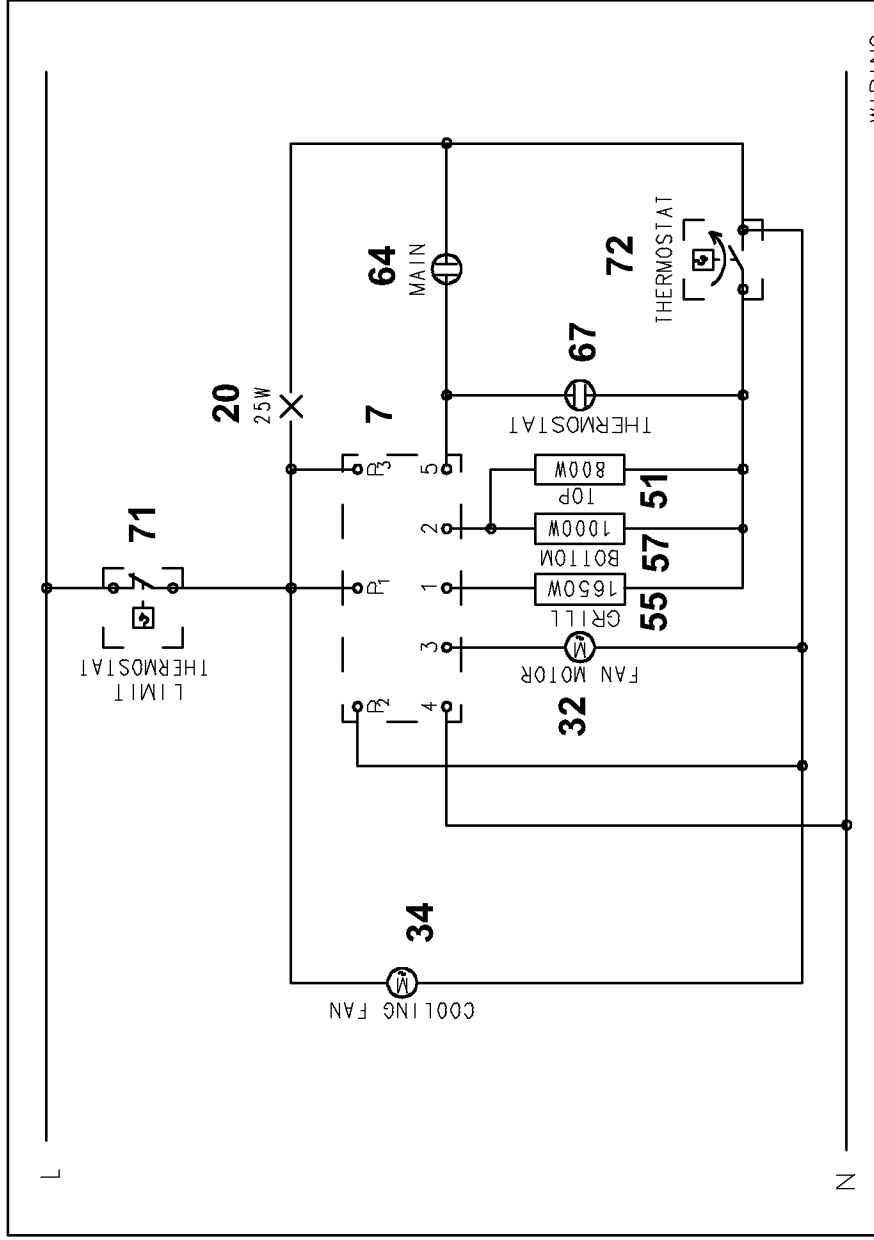 L
LIMIT
THERMOSTAT
71
20
25W
COOLING FAN
34
7
P2
P1
P3
4
3
1
2
5
64
MAIN
FAN MOTOR
32
GRILL
1650W
55
BOTTOM
1000W
57
TOP
800W
51
THERMOSTAT
67
72
THERMOSTAT
M
M
N